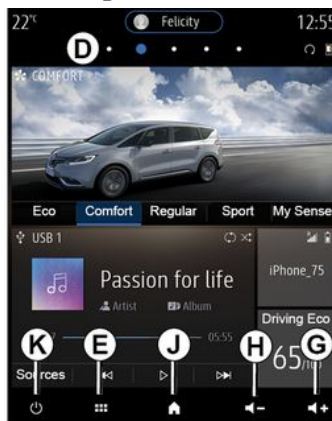 22°C Felicity 12:55
D
COMFORT
Eco Comfort Regular Sport My Sense
USB 1
iPhone_75
Passion for life
Artist Album
Driving Eco
05:55
K E J H G
65/100
Sources